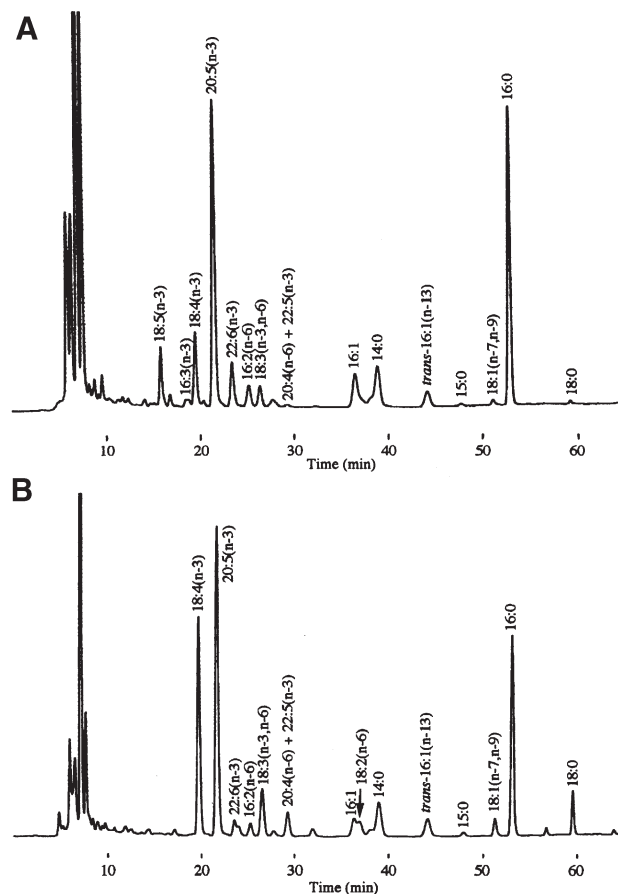 A
18:5(n-3)
16:3(n-3)
18:4(n-3)
20:5(n-3)
22:6(n-3)
16:2(n-6)
18:3(n-3,n-6)
20:4(n-6) + 22:5(n-3)
16:1
14:0
trans-16:1(n-13)
15:0
18:1(n-7,n-9)
16:0
18:0
10 20 30 40 50 60
Time (min)
B
18:4(n-3)
20:5(n-3)
22:6(n-3)
16:2(n-6)
18:3(n-3,n-6)
20:4(n-6) + 22:5(n-3)
16:1
18:2(n-6)
14:0
trans-16:1(n-13)
15:0
18:1(n-7,n-9)
16:0
18:0
10 20 30 40 50 60
Time (min)